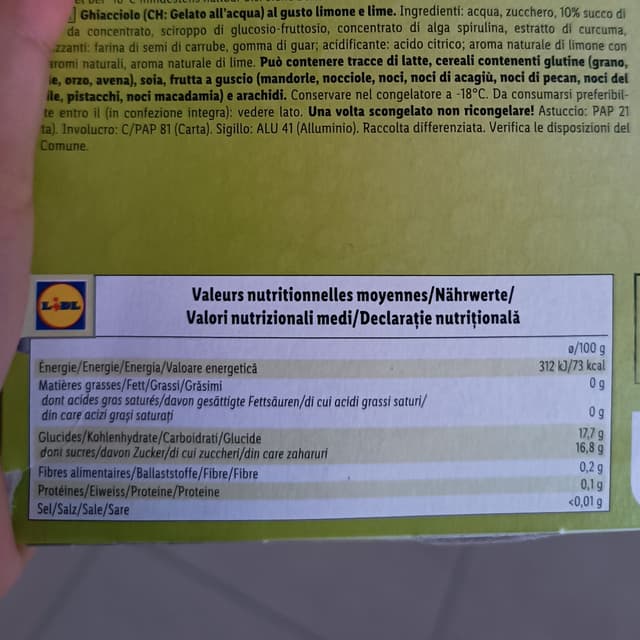 Ghiacciolo (CH: Gelato all'acqua) al gusto limone e lime. Ingredienti: acqua, zucchero, 10% succo di
da concentrato, sciroppo di glucosio-fruttosio, concentrato di alga spirulina, estratto di curcuma,
zzanti: farina di semi di carrube, gomma di guar; acidificante: acido citrico; aroma naturale di limone con
aromi naturali, aroma naturale di lime. Può contenere tracce di latte, cereali contenenti glutine (grano,
le, orzo, avena), soia, frutta a guscio (mandorle, nocciole, noci, noci di acagiù, noci di pecan, noci del
ile, pistacchi, noci macadamia) e arachidi. Conservare nel congelatore a -18°C. Da consumarsi preferibil-
te entro il (in confezione integra): vedere lato. Una volta scongelato non ricongelare! Astuccio: PAP 21
ta). Involucro: C/PAP 81 (Carta). Sigillo: ALU 41 (Alluminio). Raccolta differenziata. Verifica le disposizioni del
Comune.
LIDL
Valeurs nutritionnelles moyennes/Nährwerte/
Valori nutrizionali medi/Declarație nutrițională
ø/100 g
Énergie/Energie/Energia/Valoare energetică 312 kJ/73 kcal
Matières grasses/Fett/Grassi/Grăsimi 0 g
dont acides gras saturés/davon gesättigte Fettsäuren/di cui acidi grassi saturi/
din care acizi grași saturați 0 g
Glucides/Kohlenhydrate/Carboidrati/Glucide 17,7 g
dont sucres/davon Zucker/di cui zuccheri/din care zaharuri 16,8 g
Fibres alimentaires/Ballaststoffe/Fibre/Fibre 0,2 g
Protéines/Eiweiss/Proteine/Proteine 0,1 g
Sel/Salz/Sale/Sare <0,01 g